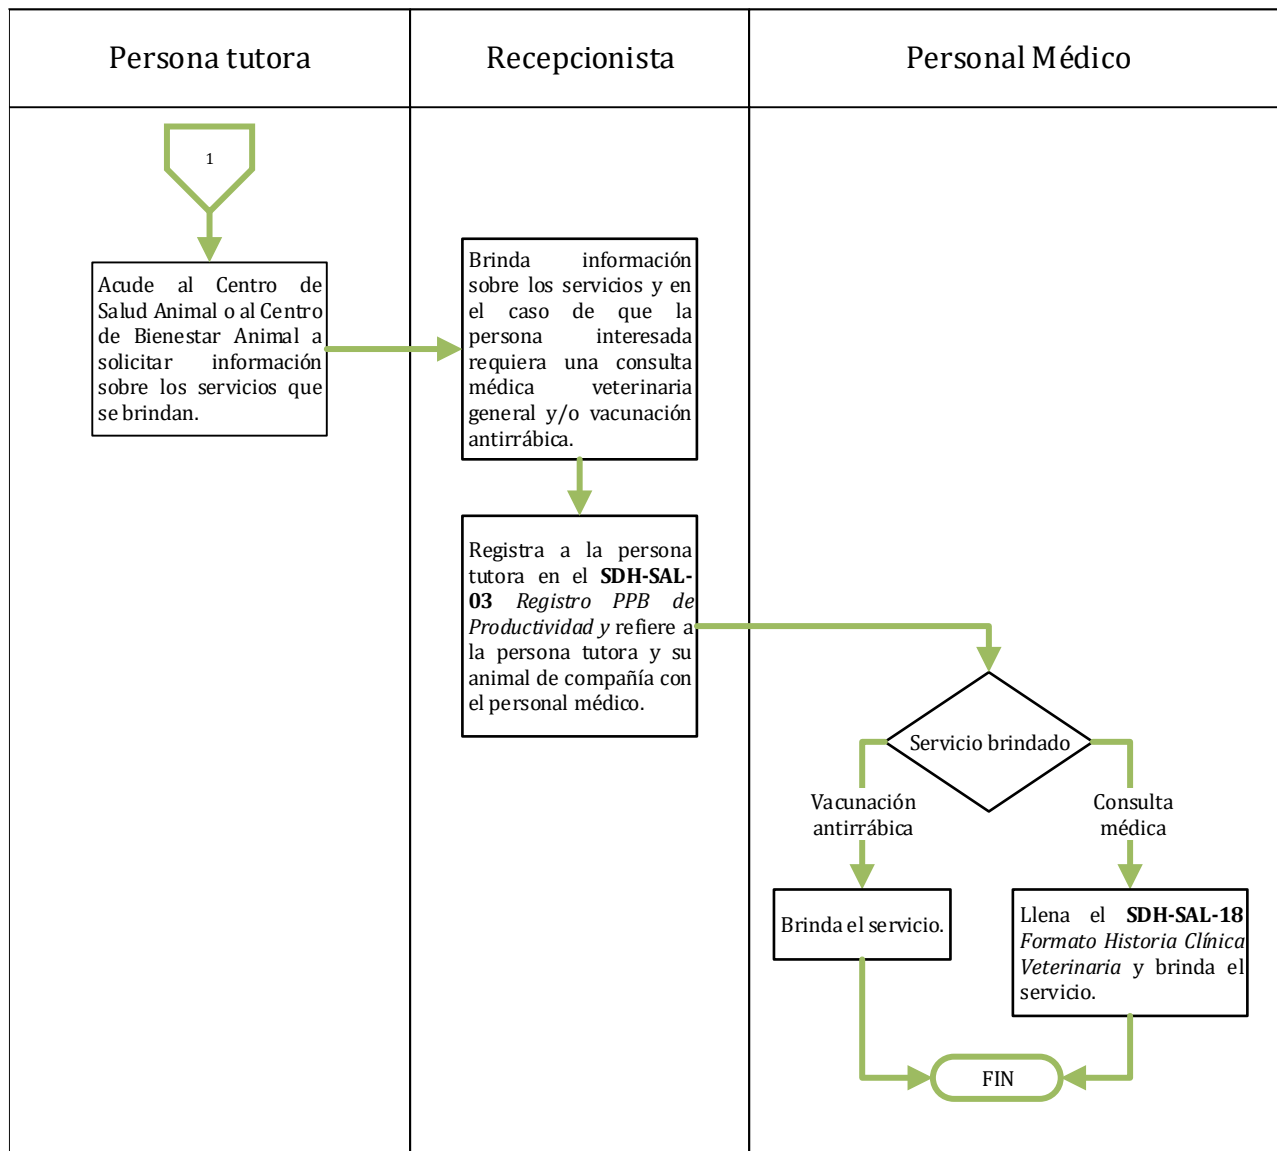 Persona tutora
Recepcionista
Personal Médico
1
Acude al Centro de
Salud Animal o al Centro
de Bienestar Animal a
solicitar información
sobre los servicios que
se brindan.
Brinda información
sobre los servicios y en
el caso de que la
persona interesada
requiera una consulta
médica veterinaria
general y/o vacunación
antirrábica.
Registra a la persona
tutora en el SDH-SAL-
03 Registro PPB de
Productividad y refiere a
la persona tutora y su
animal de compañía con
el personal médico.
Servicio brindado
Vacunación
antirrábica
Consulta
médica
Brinda el servicio.
Llena el SDH-SAL-18
Formato Historia Clínica
Veterinaria y brinda el
servicio.
FIN